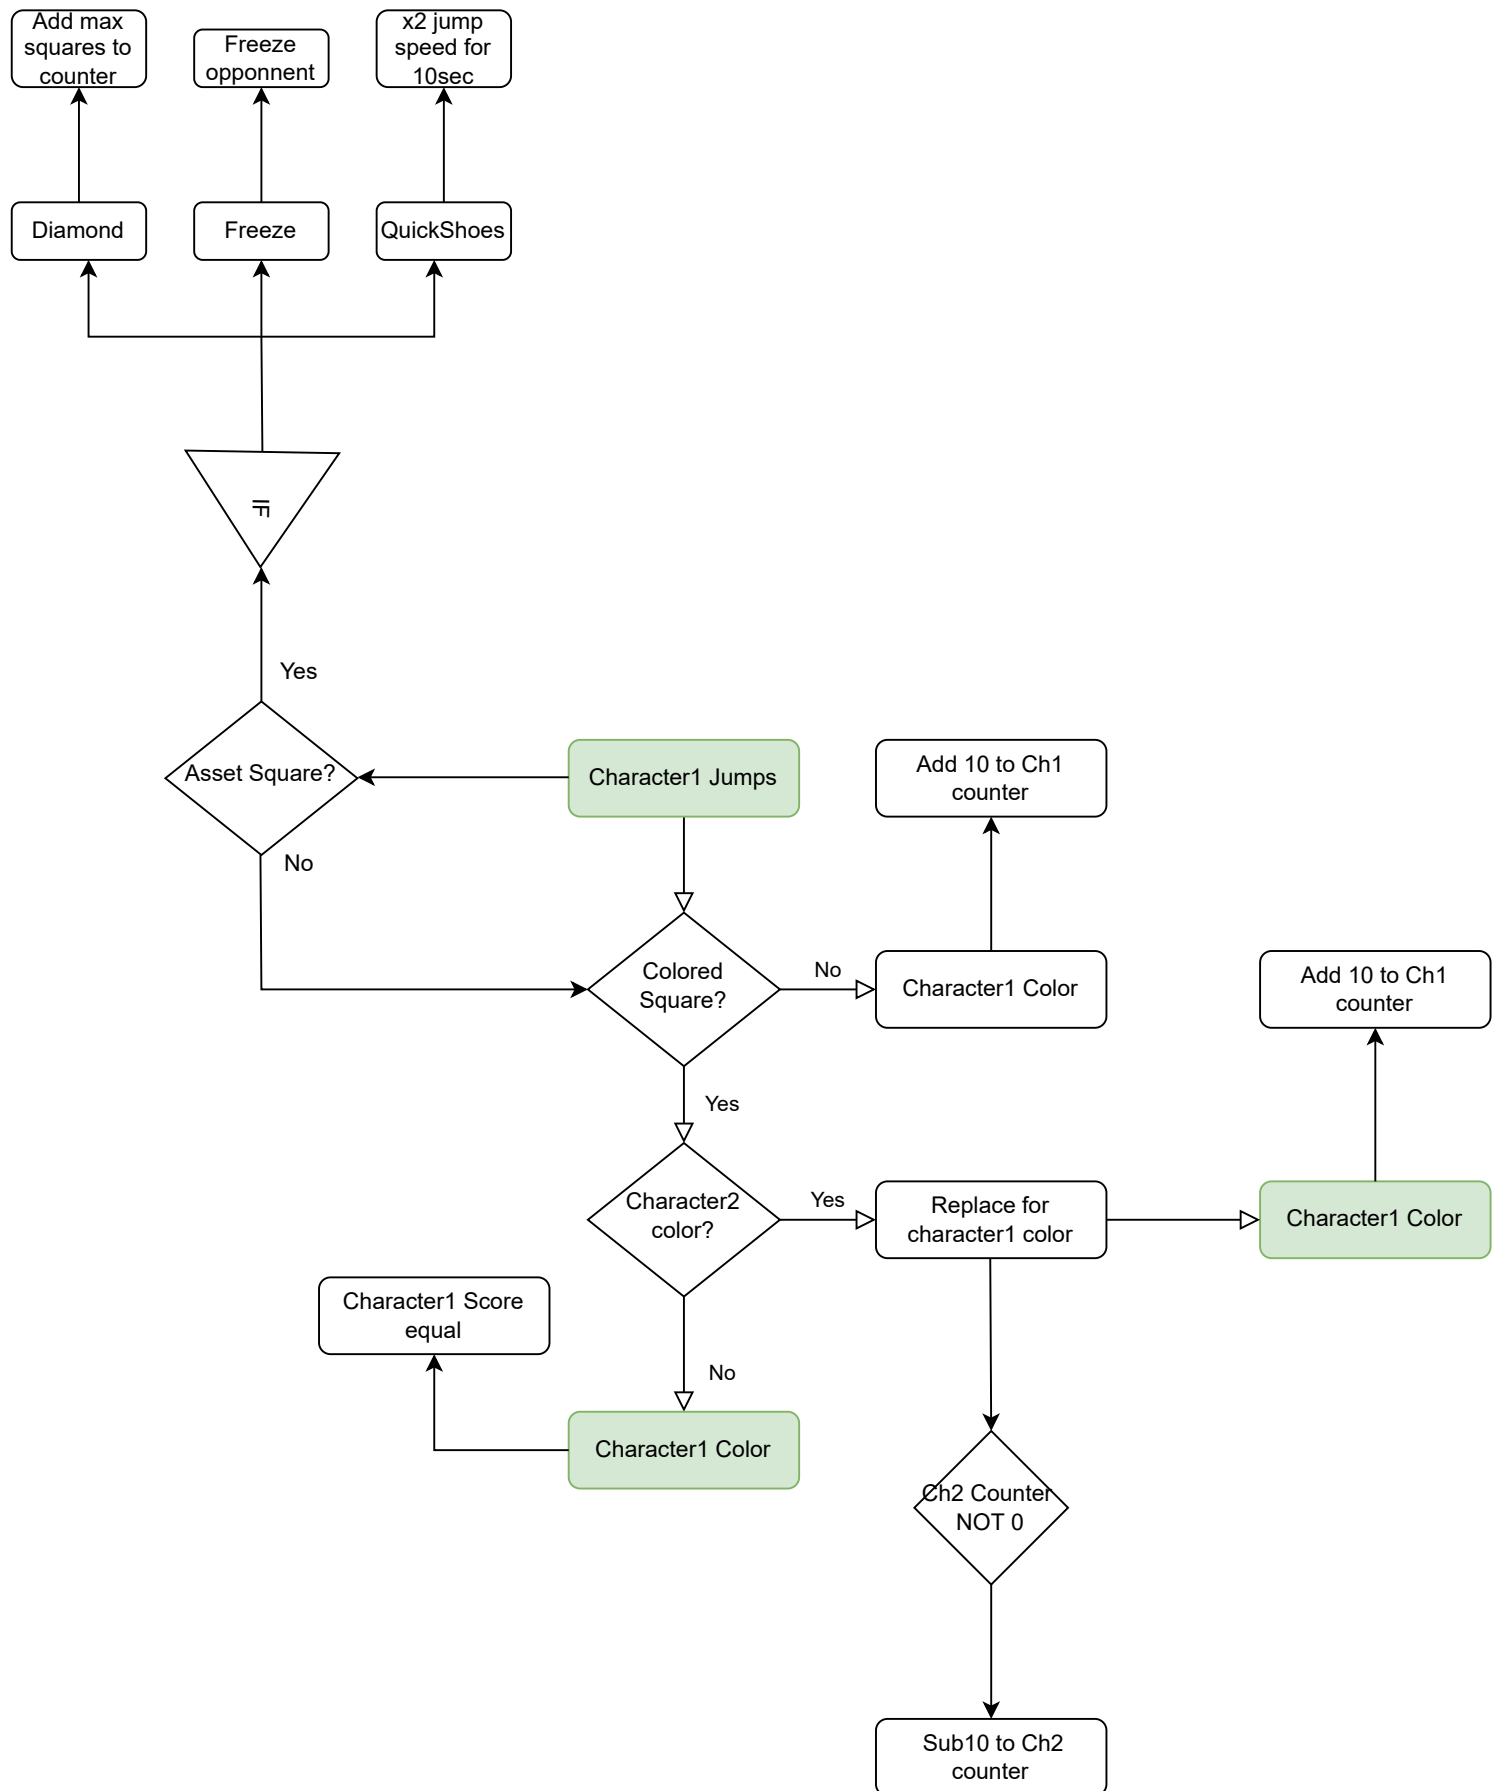 Add max
squares to
counter
Freeze
opponnent
x2 jump
speed for
10sec
Diamond
Freeze
QuickShoes
IF
Yes
Asset Square?
No
Character1 Jumps
Add 10 to Ch1
counter
Colored
Square?
No
Character1 Color
Add 10 to Ch1
counter
Yes
Character2
color?
Yes
Replace for
character1 color
Character1 Color
Character1 Score
equal
No
Character1 Color
Ch2 Counter
NOT 0
Sub10 to Ch2
counter